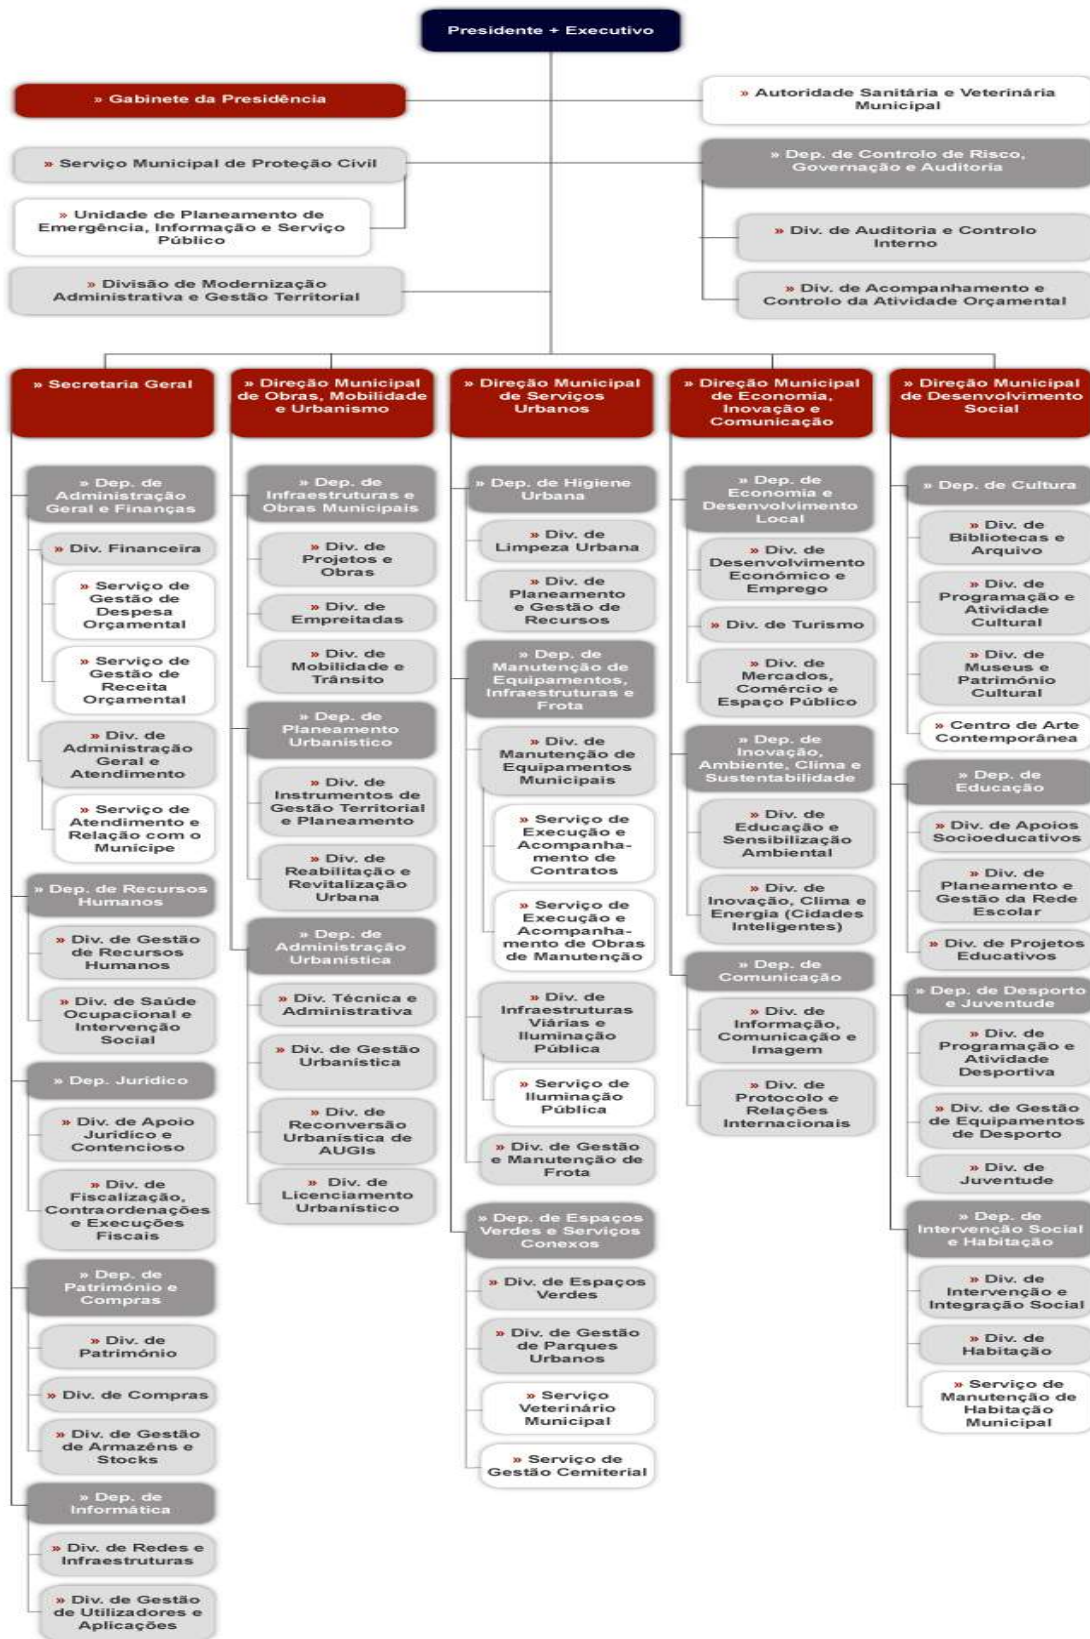 Presidente + Executivo
» Gabinete da Presidência
» Autoridade Sanitária e Veterinária
Municipal
» Serviço Municipal de Proteção Civil
» Dep. de Controlo de Risco,
Governação e Auditoria
» Unidade de Planeamento de
Emergência, Informação e Serviço
Público
» Div. de Auditoria e Controlo
Interno
» Divisão de Modernização
Administrativa e Gestão Territorial
» Div. de Acompanhamento e
Controlo da Atividade Orçamental
» Secretaria Geral
» Dep. de
Administração
Geral e Finanças
» Div. Financeira
» Serviço de
Gestão de
Despesa
Orçamental
» Serviço de
Gestão de
Receita
Orçamental
» Div. de
Administração
Geral e
Atendimento
» Serviço de
Atendimento e
Relação com o
Munícipe
» Dep. de Recursos
Humanos
» Div. de Gestão
de Recursos
Humanos
» Div. de Saúde
Ocupacional e
Intervenção
Social
» Dep. Jurídico
» Div. de Apoio
Jurídico e
Contencioso
» Div. de
Fiscalização,
Contraordenações
e Execuções
Fiscais
» Dep. de
Património e
Compras
» Div. de
Património
» Div. de Compras
» Div. de Gestão
de Armazéns e
Stocks
» Dep. de
Informática
» Div. de Redes e
Infraestruturas
» Div. de Gestão
de Utilizadores e
Aplicações
» Direção Municipal
de Obras, Mobilidade
e Urbanismo
» Dep. de
Infraestruturas e
Obras Municipais
» Div. de
Projetos e
Obras
» Div. de
Empreitadas
» Div. de
Mobilidade e
Trânsito
» Dep. de
Planeamento
Urbanístico
» Div. de
Instrumentos de
Gestão Territorial
e Planeamento
» Div. de
Reabilitação e
Revitalização
Urbana
» Dep. de
Administração
Urbanística
» Div. Técnica e
Administrativa
» Div. de Gestão
Urbanística
» Div. de
Reconversão
Urbanística de
AUGIs
» Div. de
Licenciamento
Urbanístico
» Direção Municipal
de Serviços
Urbanos
» Dep. de Higiene
Urbana
» Div. de
Limpeza Urbana
» Div. de
Planeamento
e Gestão de
Recursos
» Dep. de
Manutenção de
Equipamentos,
Infraestruturas e
Frota
» Div. de
Manutenção de
Equipamentos
Municipais
» Serviço de
Execução e
Acompanha-
mento de
Contratos
» Serviço de
Execução e
Acompanha-
mento de Obras
de Manutenção
» Div. de
Infraestruturas
Viárias e
Iluminação
Pública
» Serviço de
Iluminação
Pública
» Div. de Gestão
e Manutenção de
Frota
» Dep. de Espaços
Verdes e Serviços
Conexos
» Div. de Espaços
Verdes
» Div. de Gestão
de Parques
Urbanos
» Serviço
Veterinário
Municipal
» Serviço de
Gestão Cemiterial
» Direção Municipal
de Economia,
Inovação e
Comunicação
» Dep. de
Economia e
Desenvolvimento
Local
» Div. de
Desenvolvimento
Económico e
Emprego
» Div. de Turismo
» Div. de
Mercados,
Comércio e
Espaço Público
» Dep. de
Inovação,
Ambiente, Clima e
Sustentabilidade
» Div. de
Educação e
Sensibilização
Ambiental
» Div. de
Inovação, Clima e
Energia (Cidades
Inteligentes)
» Dep. de
Comunicação
» Div. de
Informação,
Comunicação e
Imagem
» Div. de
Protocolo e
Relações
Internacionais
» Direção Municipal
de Desenvolvimento
Social
» Dep. de Cultura
» Div. de
Bibliotecas e
Arquivo
» Div. de
Programação e
Atividade
Cultural
» Div. de
Museus e
Património
Cultural
» Centro de Arte
Contemporânea
» Dep. de
Educação
» Div. de Apoios
Socioeducativos
» Div. de
Planeamento e
Gestão da Rede
Escolar
» Div. de Projetos
Educativos
» Dep. de Desporto
e Juventude
» Div. de
Programação e
Atividade
Desportiva
» Div. de Gestão
de Equipamentos
de Desporto
» Div. de
Juventude
» Dep. de
Intervenção Social
e Habitação
» Div. de
Intervenção e
Integração Social
» Div. de
Habitação
» Serviço de
Manutenção de
Habitação
Municipal